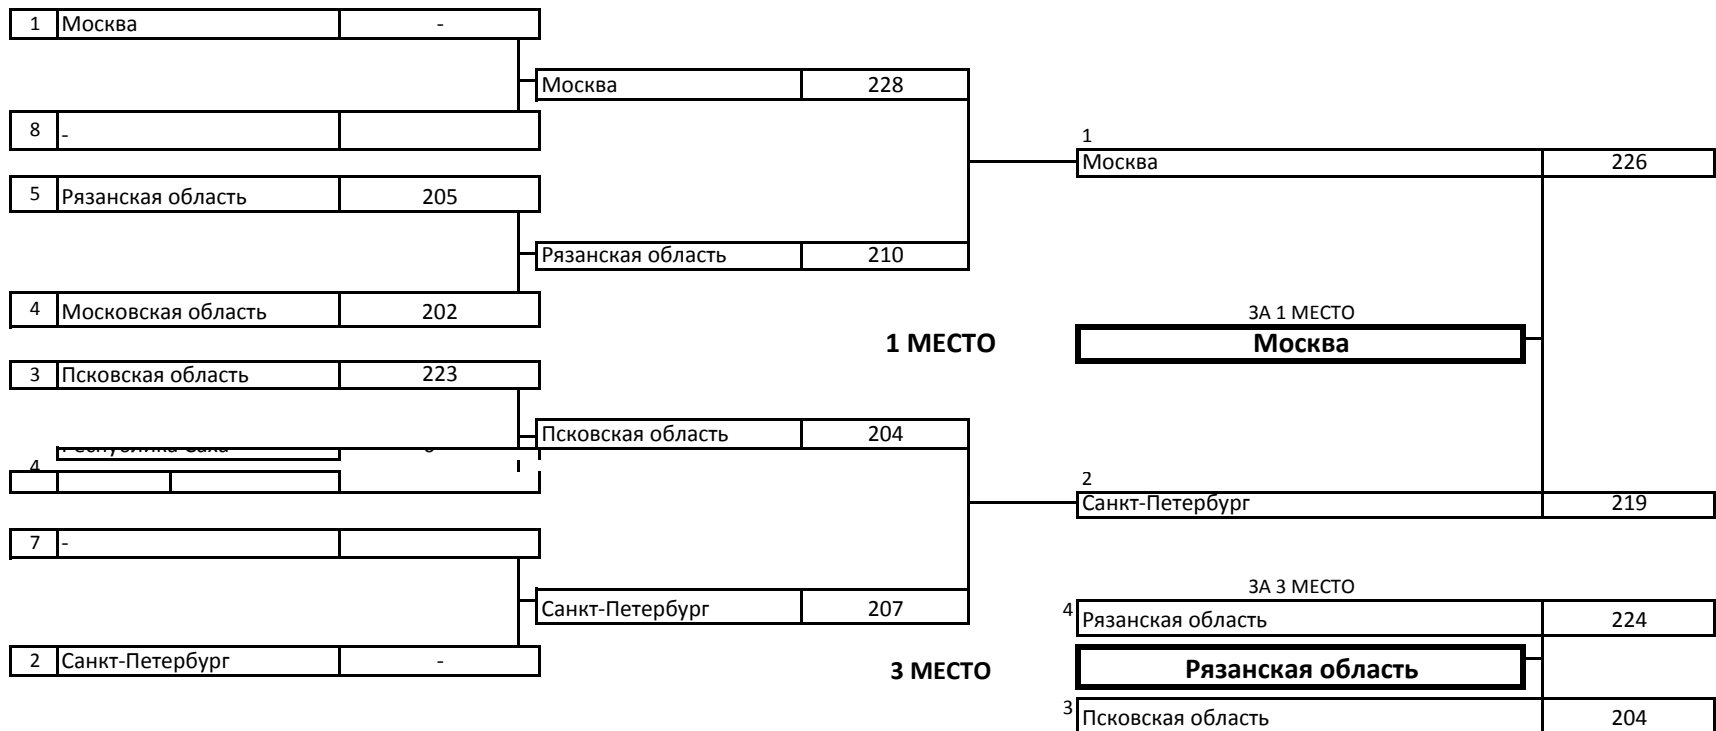 1 Москва -
Москва 228
8 -
1
Москва 226
5 Рязанская область 205
Рязанская область 210
4 Московская область 202
ЗА 1 МЕСТО
1 МЕСТО Москва
3 Псковская область 223
Псковская область 204
4
2
Санкт-Петербург 219
7 -
ЗА 3 МЕСТО
Санкт-Петербург 207
4 Рязанская область 224
2 Санкт-Петербург -
3 МЕСТО Рязанская область
3 Псковская область 204